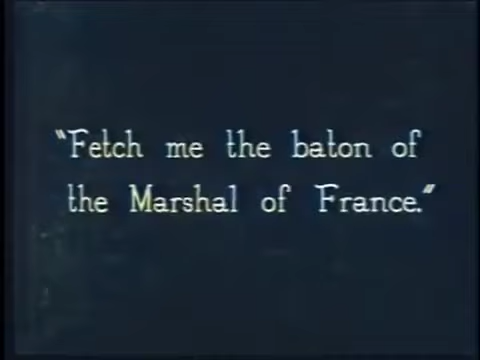 "Fetch me the baton of
the Marshal of France."